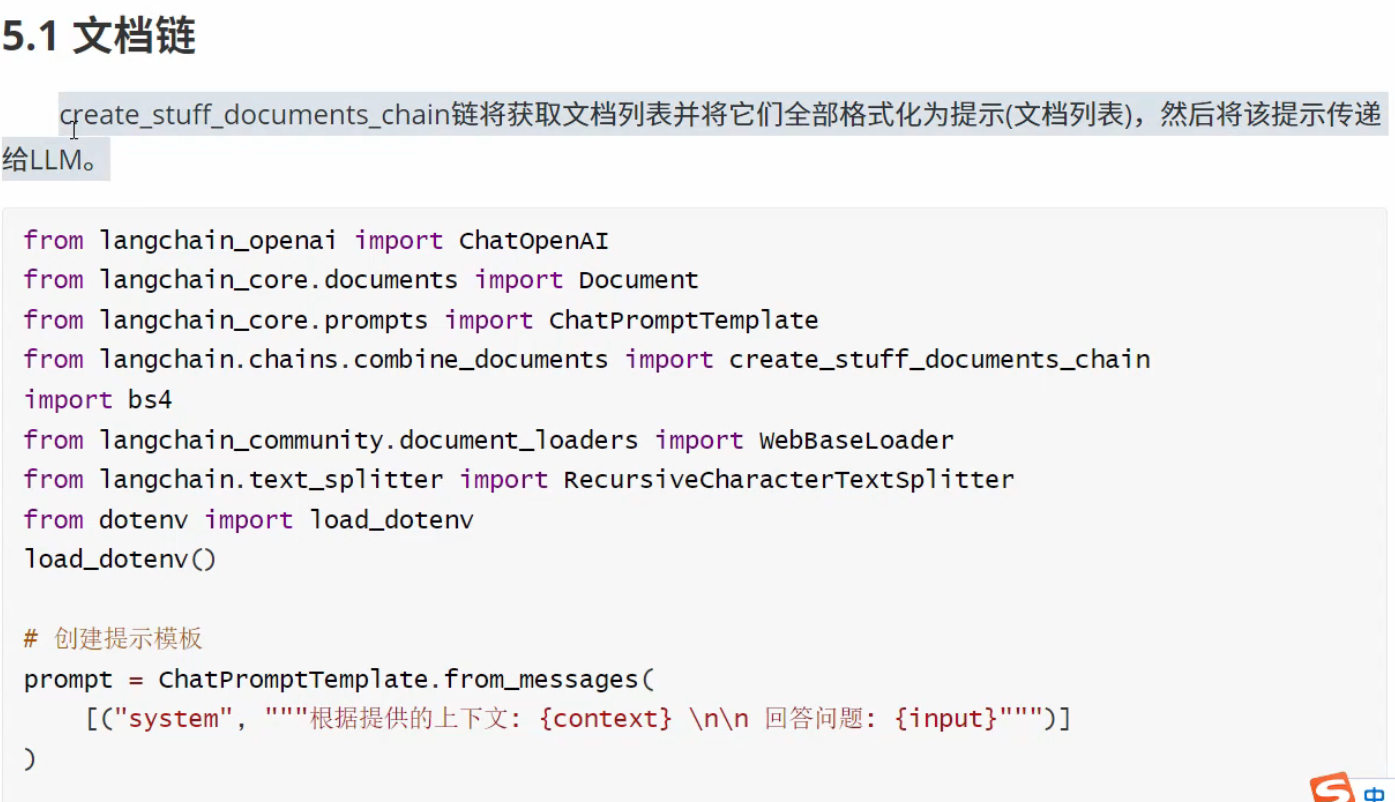 5.1 文档链
create_stuff_documents_chain链将获取文档列表并将它们全部格式化为提示(文档列表)，然后将该提示传递
给LLM。
from langchain_openai import ChatOpenAI
from langchain_core.documents import Document
from langchain_core.prompts import ChatPromptTemplate
from langchain.chains.combine_documents import create_stuff_documents_chain
import bs4
from langchain_community.document_loaders import WebBaseLoader
from langchain.text_splitter import RecursiveCharacterTextSplitter
from dotenv import load_dotenv
load_dotenv()
# 创建提示模板
prompt = ChatPromptTemplate.from_messages(
    [("system", """根据提供的上下文: {context} \n\n 回答问题: {input}""")]
)
中